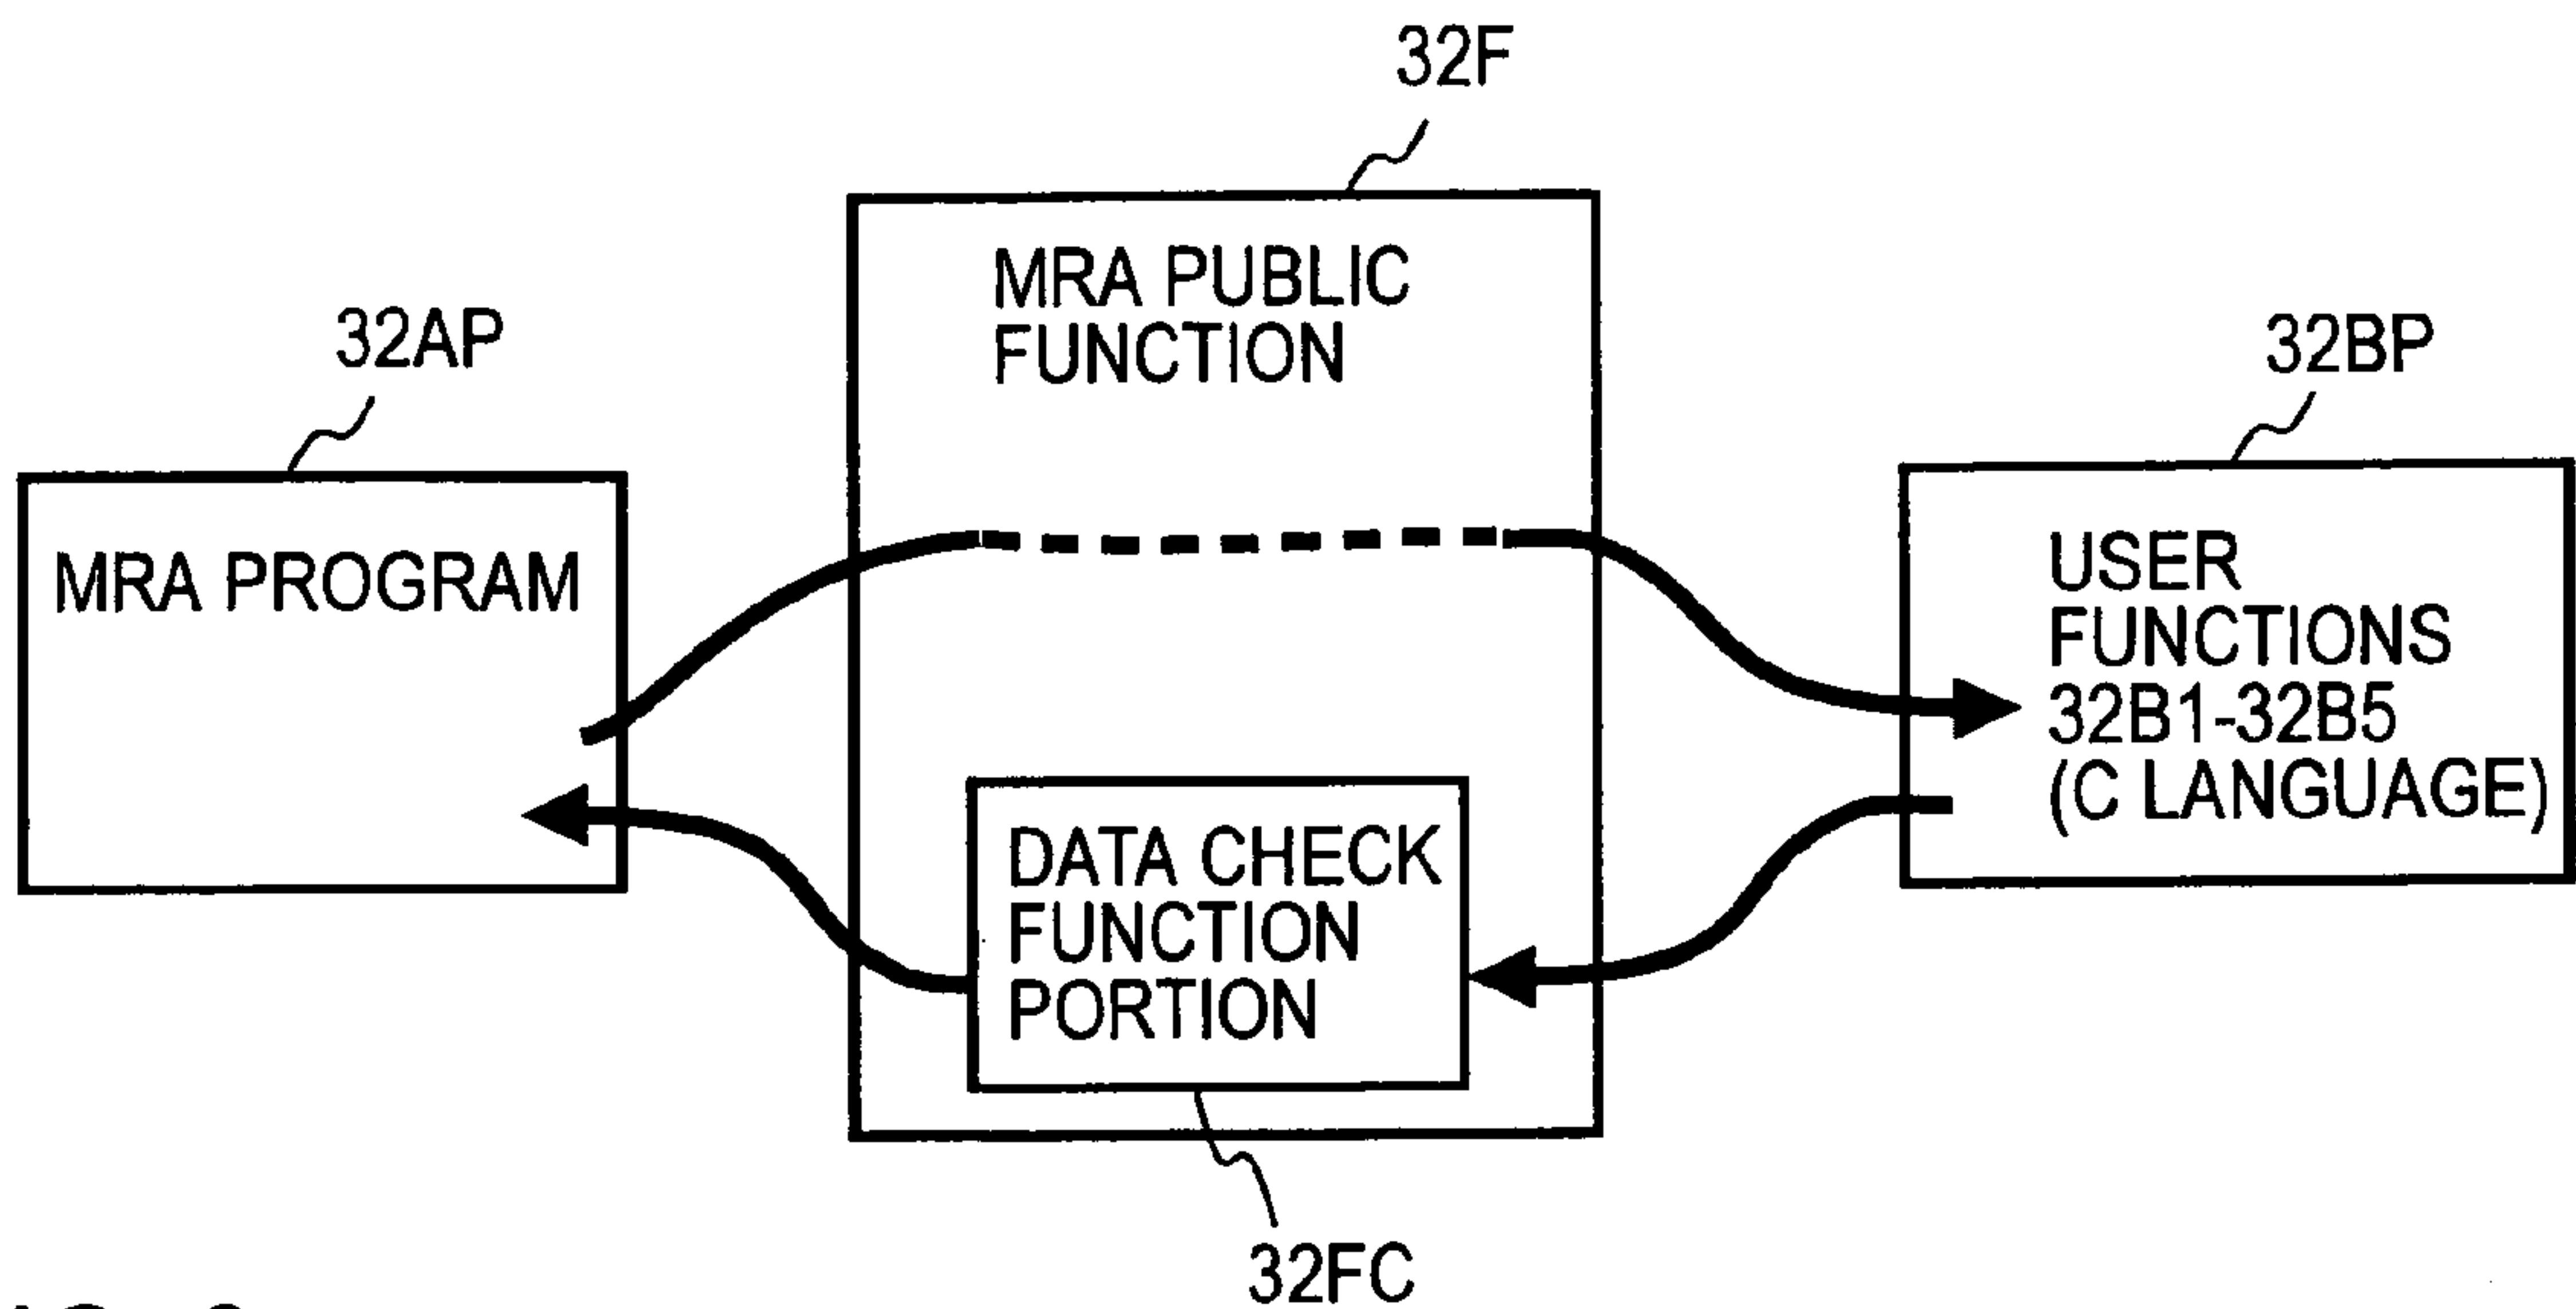 32F
MRA PUBLIC
FUNCTION
32AP
32BP
MRA PROGRAM
USER
FUNCTIONS
32B1-32B5
(C LANGUAGE)
DATA CHECK
FUNCTION
PORTION
32FC